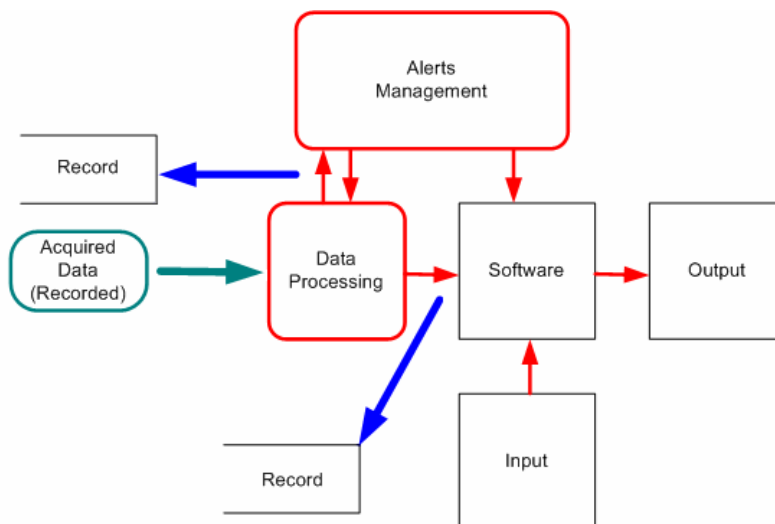 Alerts
Management
Record
Acquired
Data
(Recorded)
Data
Processing
Software
Output
Record
Input